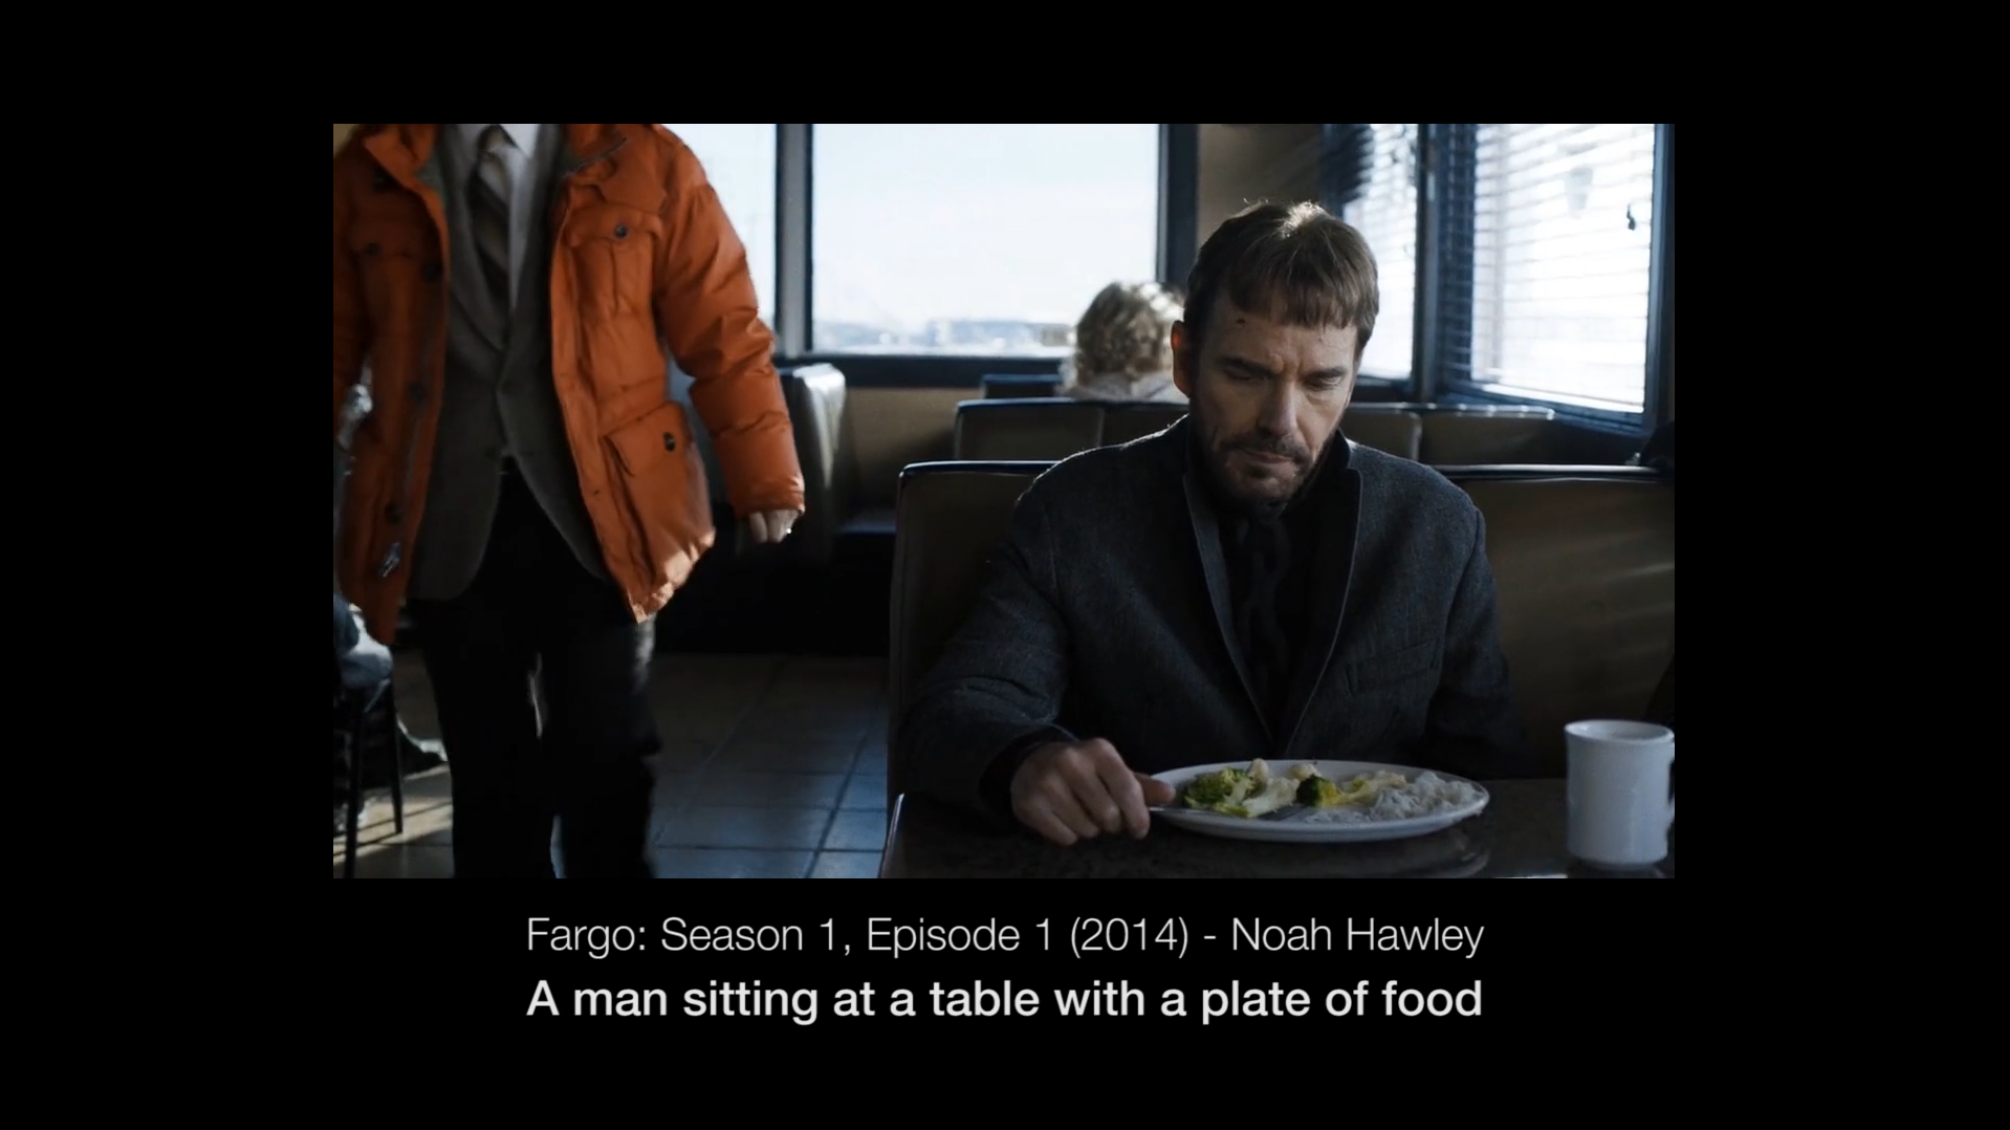 Fargo: Season 1, Episode 1 (2014) - Noah Hawley
A man sitting at a table with a plate of food